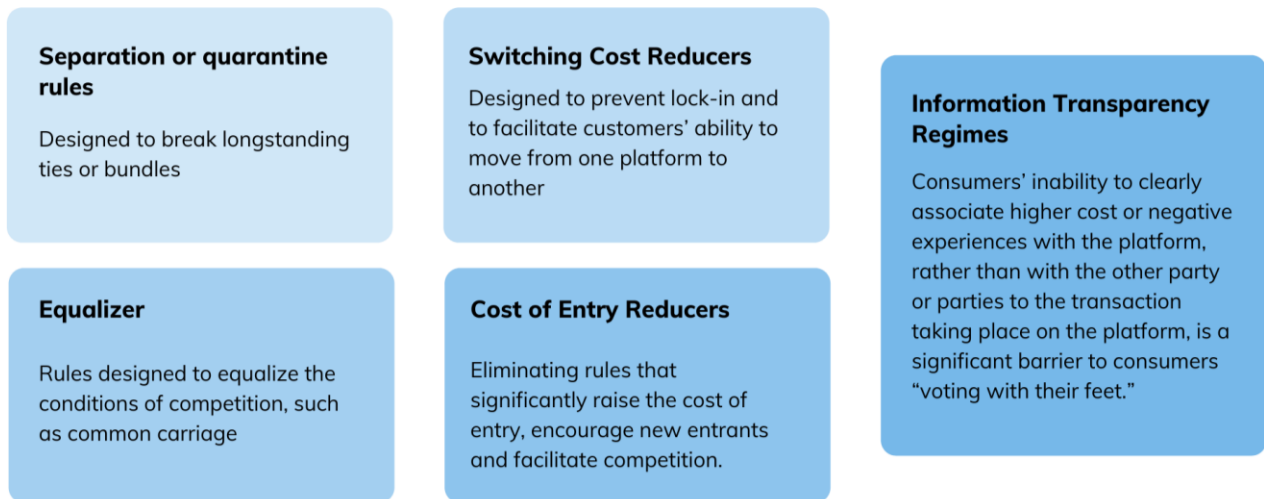 Separation or quarantine
rules
Designed to break longstanding
ties or bundles
Switching Cost Reducers
Designed to prevent lock-in and
to facilitate customers’ ability to
move from one platform to
another
Information Transparency
Regimes
Consumers’ inability to clearly
associate higher cost or negative
experiences with the platform,
rather than with the other party
or parties to the transaction
taking place on the platform, is a
significant barrier to consumers
“voting with their feet.”
Equalizer
Rules designed to equalize the
conditions of competition, such
as common carriage
Cost of Entry Reducers
Eliminating rules that
significantly raise the cost of
entry, encourage new entrants
and facilitate competition.